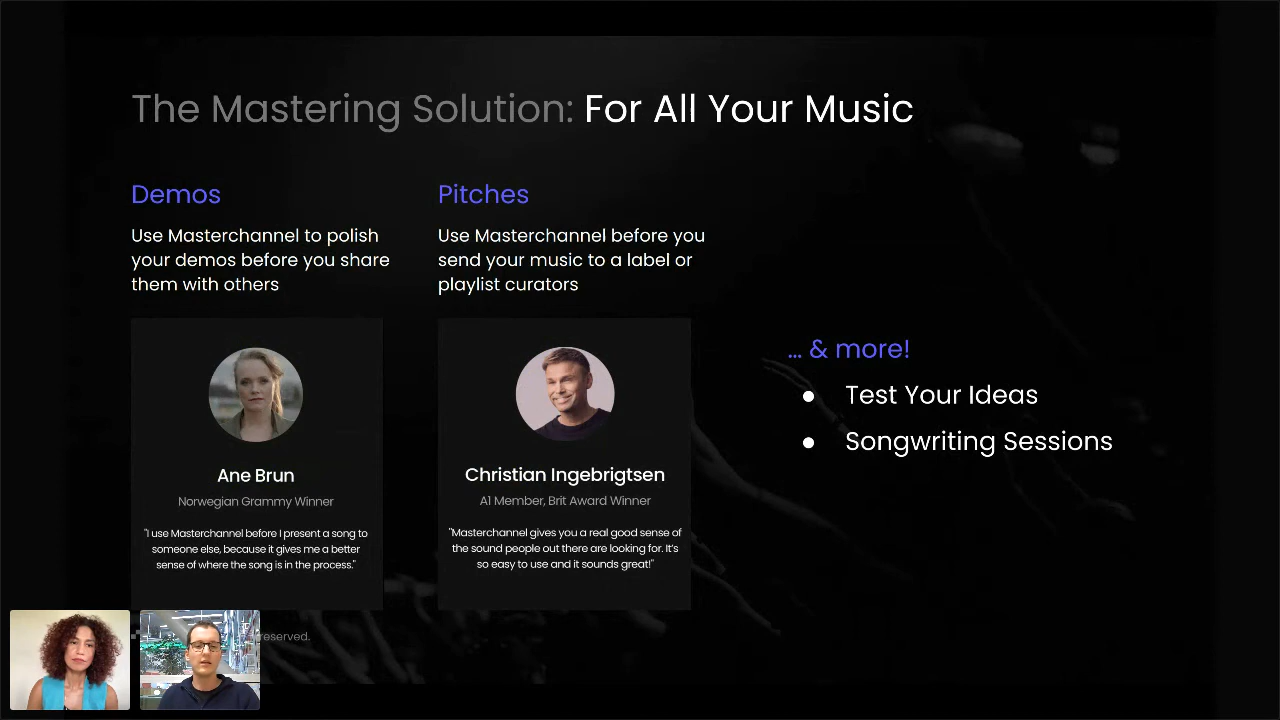 The Mastering Solution: For All Your Music
Demos
Use Masterchannel to polish
your demos before you share
them with others
Ane Brun
Norwegian Grammy Winner
"I use Masterchannel before I present a song to
someone else, because it gives me a better
sense of where the song is in the process."
Pitches
Use Masterchannel before you
send your music to a label or
playlist curators
Christian Ingebrigtsen
A1 Member, Brit Award Winner
"Masterchannel gives you a real good sense of
the sound people out there are looking for. It's
so easy to use and it sounds great!"
... & more!
● Test Your Ideas
● Songwriting Sessions
reserved.